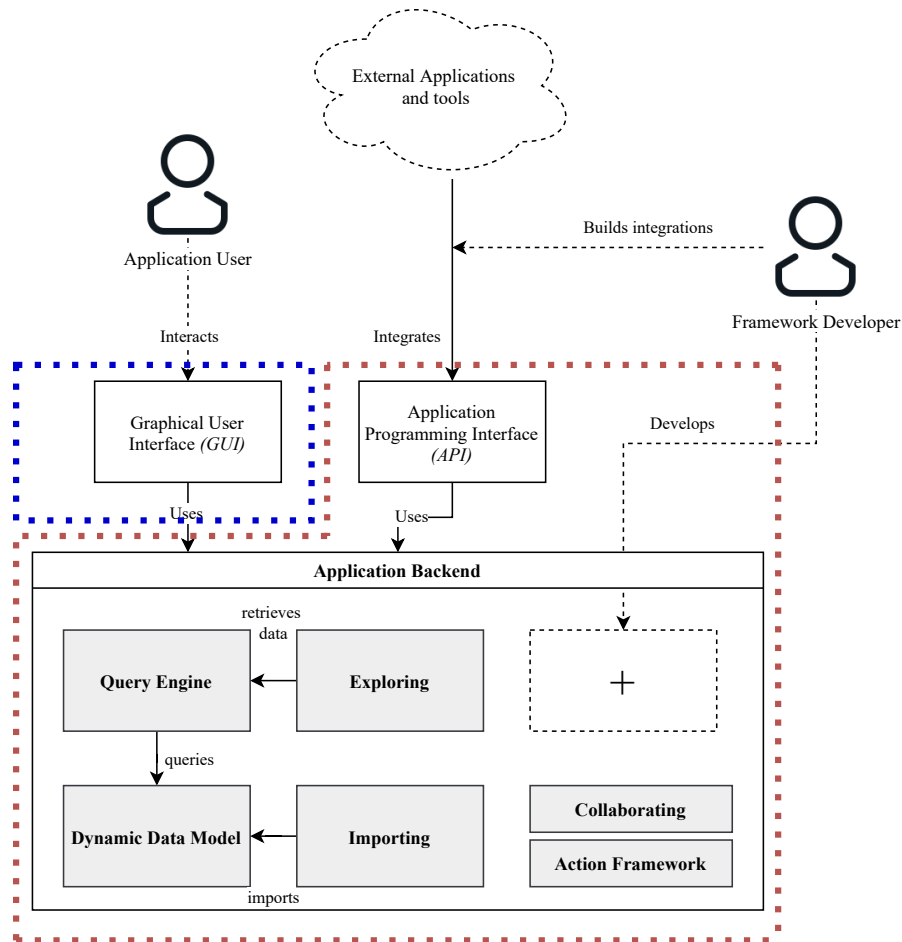 External Applications
and tools
Builds integrations
Application User
Framework Developer
Interacts
Integrates
Graphical User
Interface (GUI)
Application
Programming Interface
(API)
Develops
Uses
Uses
Application Backend
retrieves
data
Query Engine
Exploring
+
queries
Dynamic Data Model
Importing
imports
Collaborating
Action Framework